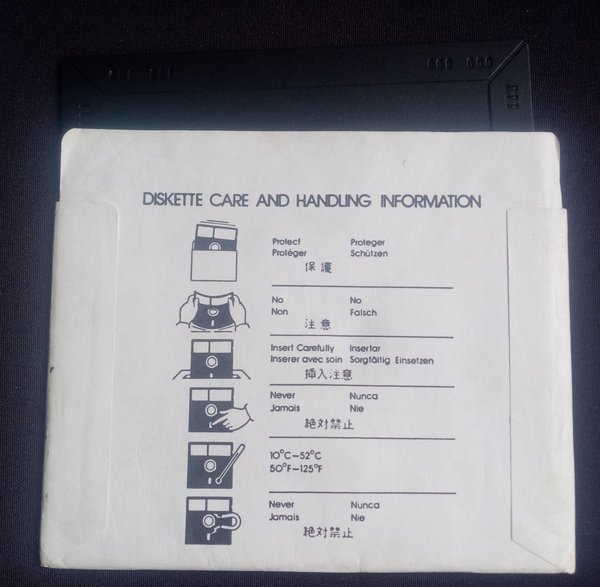 DISKETTE CARE AND HANDLING INFORMATION
Protect Proteger
Protéger Schützen
保護
No No
Non Falsch
注意
Insert Carefully Insertar
Inserer avec soin Sorgfältig Einsetzen
挿入注意
Never Nunca
Jamais Nie
絶対禁止
10°C–52°C
50°F–125°F
Never Nunca
Jamais Nie
絶対禁止